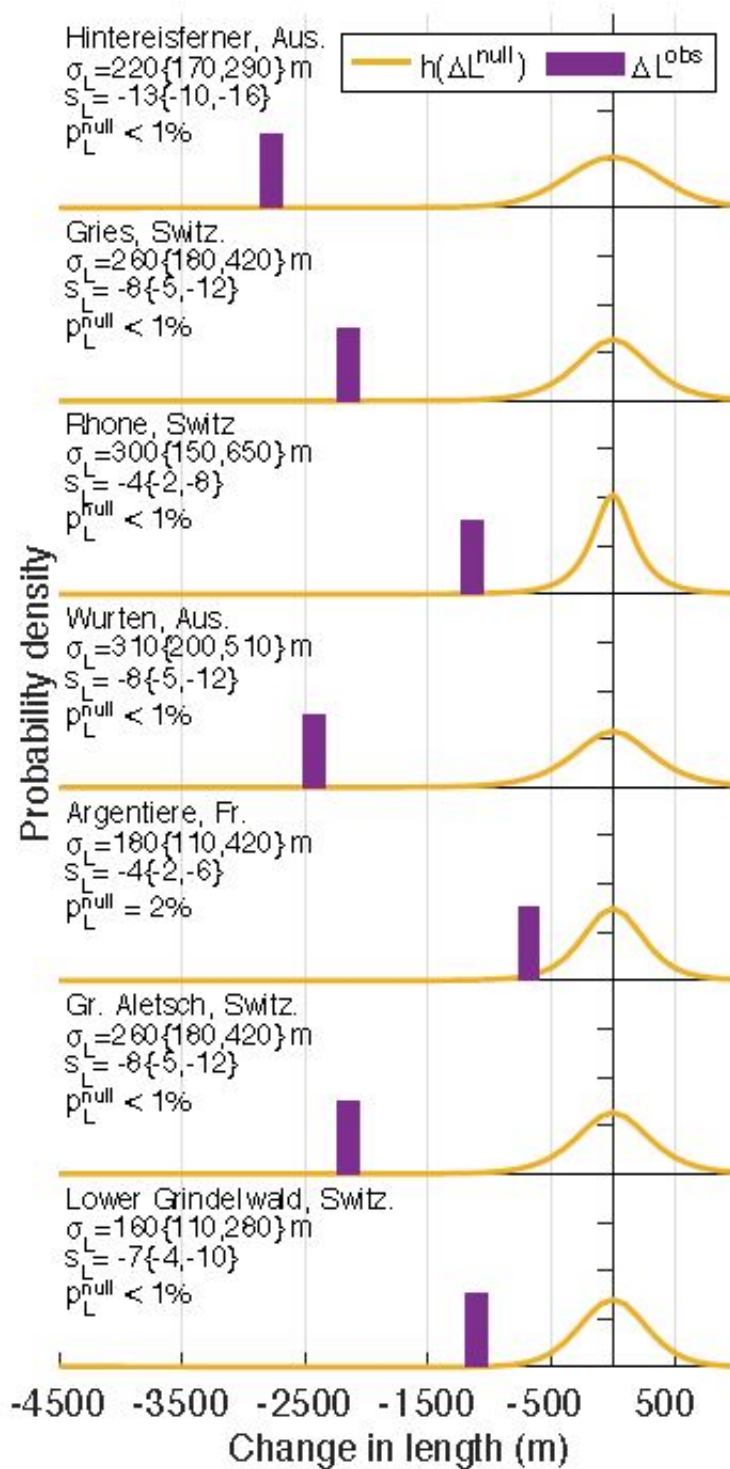 Hintereisferner, Aus.
σL=220{170,290}m
sL= -13{-10,-16}
pLnull < 1%
h(ΔLnull)
ΔLobs
Gries, Switz.
σL=260{180,420}m
sL= -8{-5,-12}
pLnull < 1%
Rhone, Switz
σL=300{150,650}m
sL= -4{-2,-8}
pLnull < 1%
Wurten, Aus.
σL=310{200,510}m
sL= -8{-5,-12}
pLnull < 1%
Argentiere, Fr.
σL=180{110,420}m
sL= -4{-2,-6}
pLnull = 2%
Gr. Aletsch, Switz.
σL=260{180,420}m
sL= -8{-5,-12}
pLnull < 1%
Lower Grindelwald, Switz.
σL=160{110,280}m
sL= -7{-4,-10}
pLnull < 1%
Probability density
-4500 -3500 -2500 -1500 -500 500
Change in length (m)